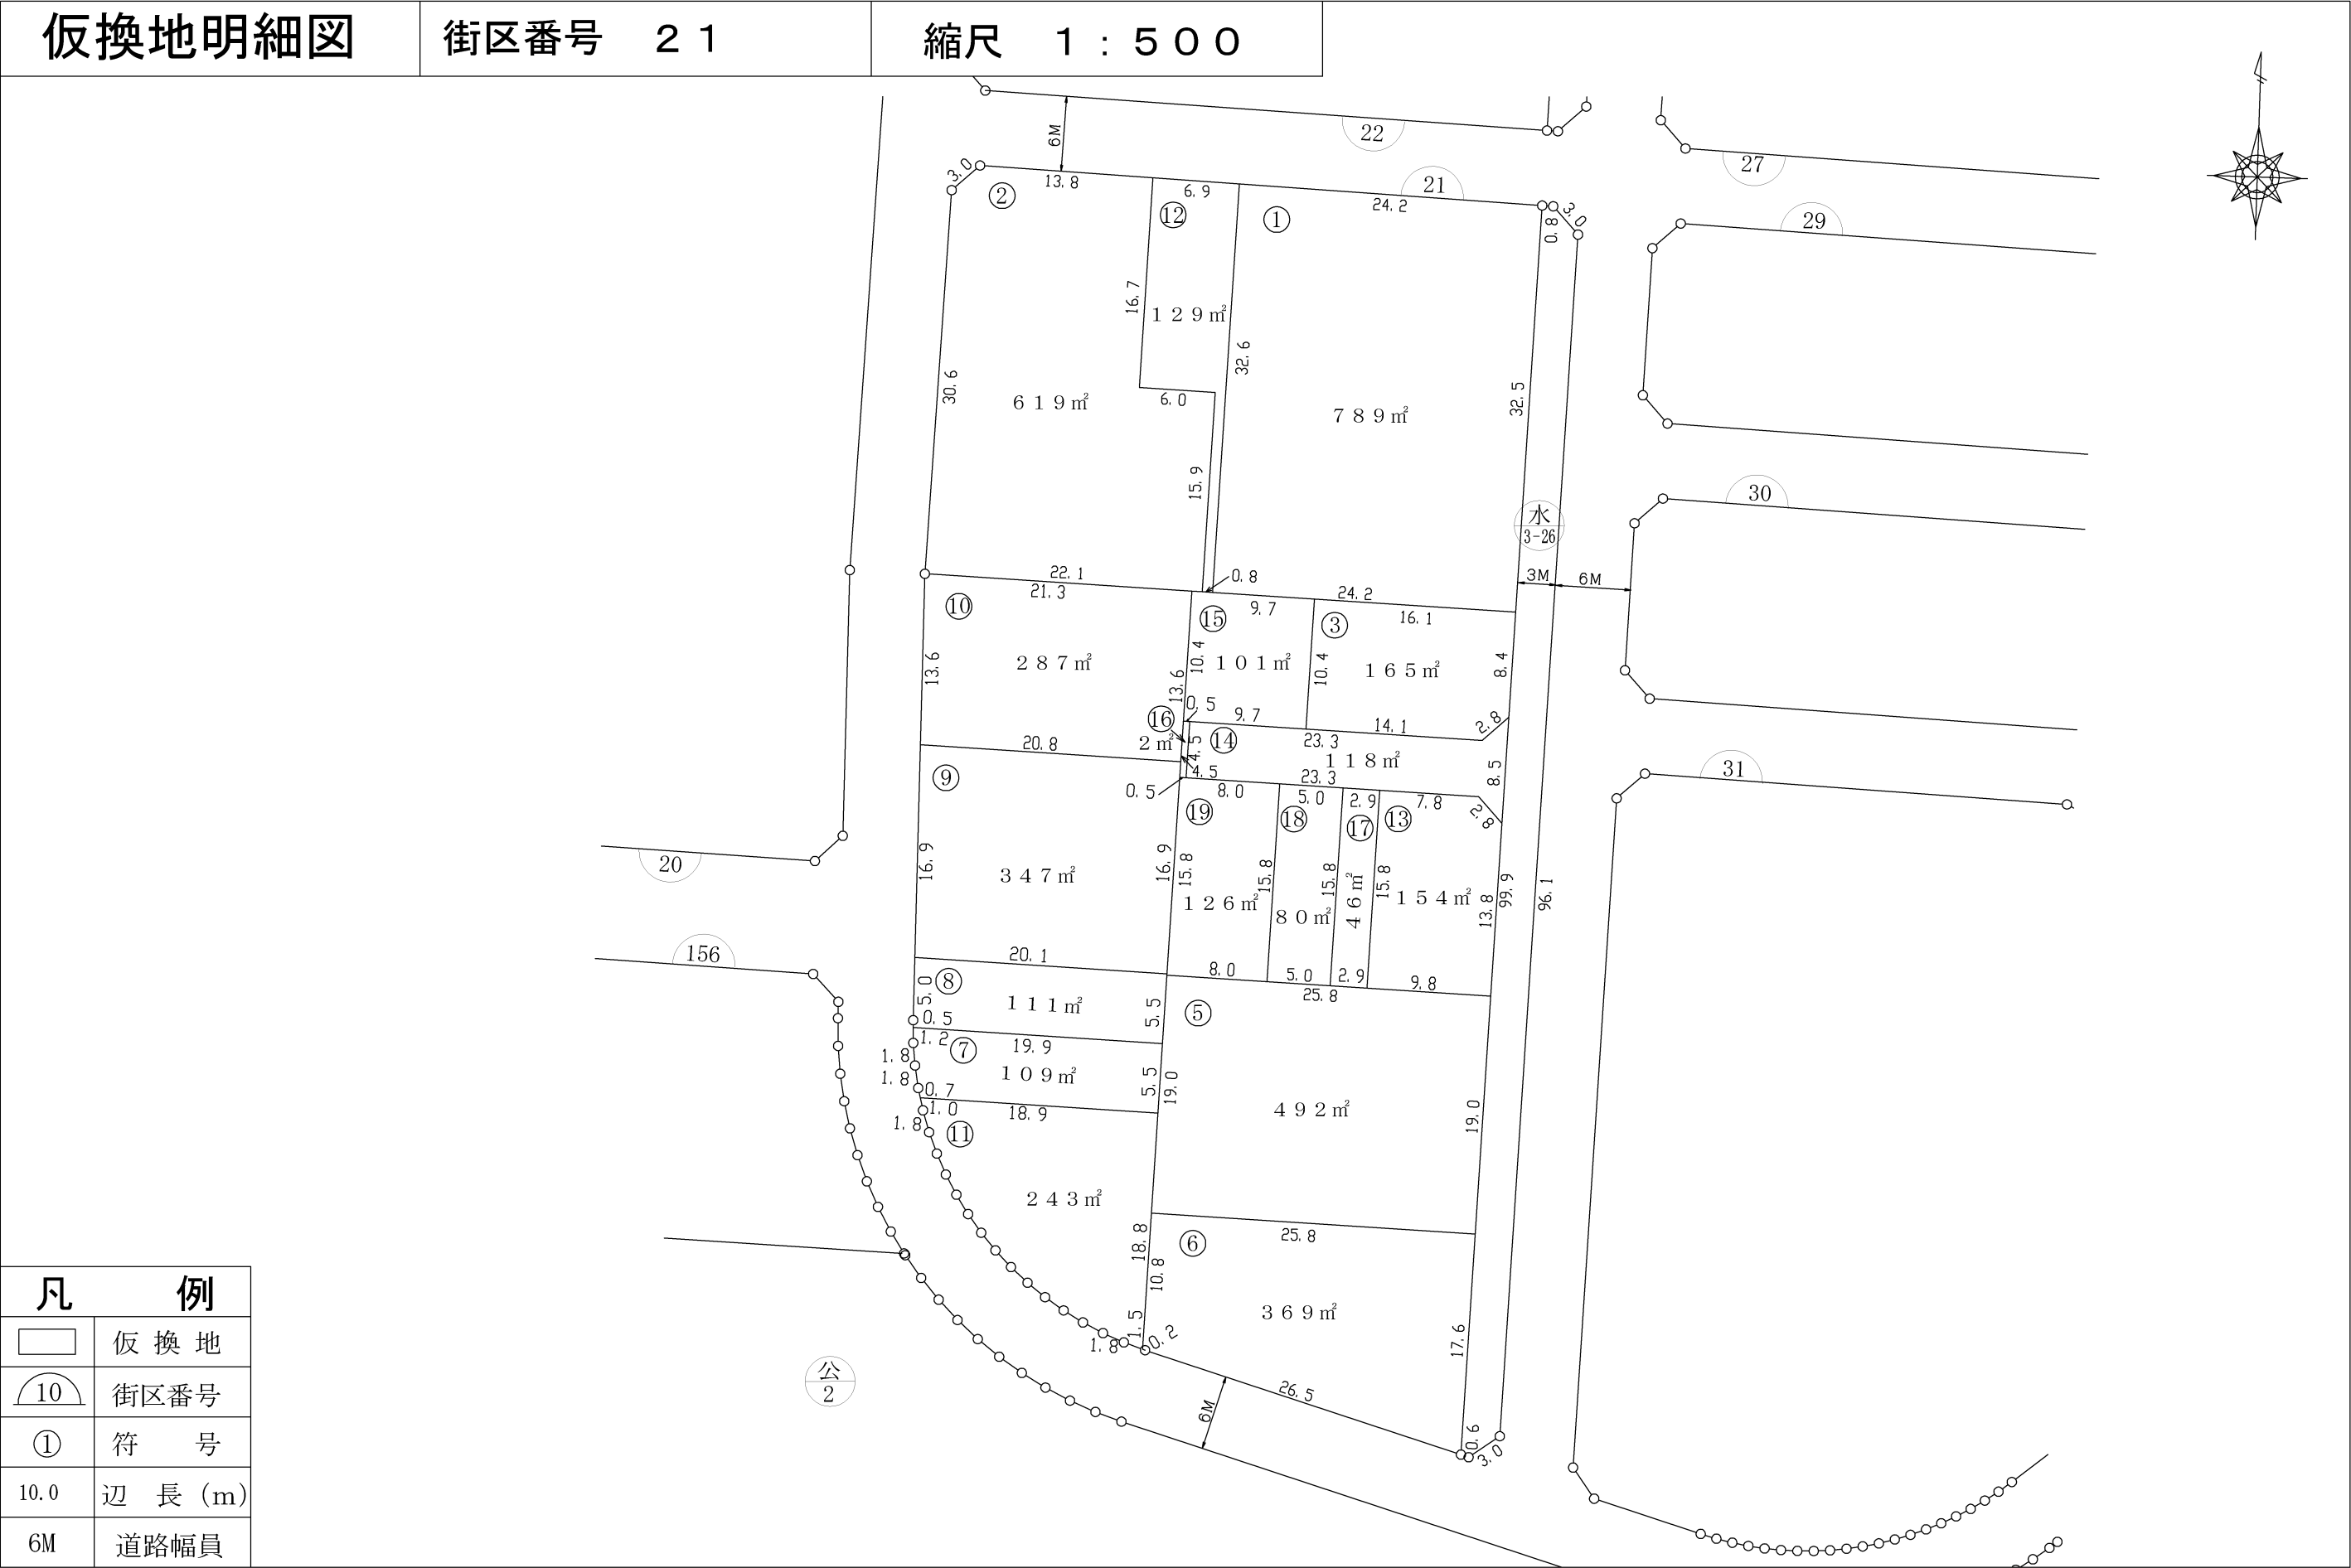 仮換地明細図 街区番号 21 縮尺 1:500
22
27
6M
21
29
3.0
② 13.8 ⑫ 6.9 ① 24.2 0.8 3.0
16.7 129㎡
32.6
30.6 619㎡ 6.0 789㎡ 32.5
15.9
30
水
3-26
22.1 0.8 24.2 3M 6M
⑩ 21.3 ⑮ 9.7 ③ 16.1
13.6 287㎡ 13.6 10.4 101㎡ 10.4 165㎡ 8.4
0.5 9.7 14.1 2.8
⑯ 2㎡ 4.5 ⑭ 23.3
118㎡ 8.5
20.8 4.5 23.3
31
⑨ 0.5 8.0 5.0 2.9 7.8 2.8
⑲ ⑱ ⑰ ⑬
20
16.9 347㎡ 16.9 15.8 126㎡ 15.8 80㎡ 15.8 46㎡ 15.8 154㎡ 13.8 99.9 96.1
156
20.1 8.0 5.0 2.9 9.8
⑧ 5.0 111㎡ 5.5 ⑤ 25.8
0.5
1.2 ⑦ 19.9
1.8
1.8 109㎡ 5.5 19.0
0.7
1.0 18.9 492㎡ 19.0
1.8 ⑪
243㎡ 18.8 ⑥ 25.8
10.8
369㎡ 17.6
1.5 0.2
1.8
26.5
6M
0.6 3.0
公
2
凡 例
仮換地
10 街区番号
① 符 号
10.0 辺 長(m)
6M 道路幅員